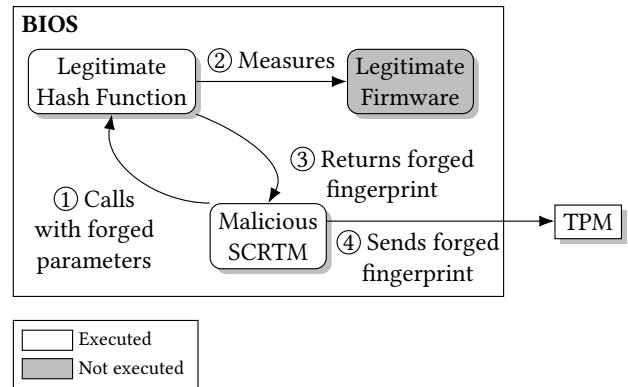 BIOS
Legitimate
Hash Function
② Measures
Legitimate
Firmware
③ Returns forged
fingerprint
① Calls
with forged
parameters
Malicious
SCRTM
④ Sends forged
fingerprint
TPM
Executed
Not executed